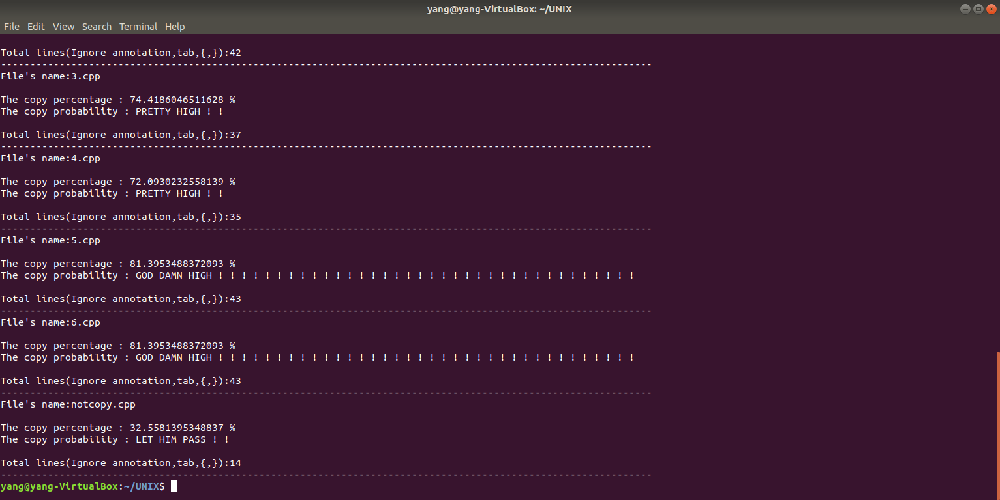 yang@yang-VirtualBox: ~/UNIX
File Edit View Search Terminal Help
Total lines(Ignore annotation,tab,{,}):42
---------------------------------------------------------------------------------------------------------------
File's name:3.cpp
The copy percentage : 74.4186046511628 %
The copy probability : PRETTY HIGH ! !
Total lines(Ignore annotation,tab,{,}):37
---------------------------------------------------------------------------------------------------------------
File's name:4.cpp
The copy percentage : 72.0930232558139 %
The copy probability : PRETTY HIGH ! !
Total lines(Ignore annotation,tab,{,}):35
---------------------------------------------------------------------------------------------------------------
File's name:5.cpp
The copy percentage : 81.3953488372093 %
The copy probability : GOD DAMN HIGH ! ! ! ! ! ! ! ! ! ! ! ! ! ! ! ! ! ! ! ! ! ! ! ! ! ! ! ! ! ! ! ! ! ! ! !
Total lines(Ignore annotation,tab,{,}):43
---------------------------------------------------------------------------------------------------------------
File's name:6.cpp
The copy percentage : 81.3953488372093 %
The copy probability : GOD DAMN HIGH ! ! ! ! ! ! ! ! ! ! ! ! ! ! ! ! ! ! ! ! ! ! ! ! ! ! ! ! ! ! ! ! ! ! ! !
Total lines(Ignore annotation,tab,{,}):43
---------------------------------------------------------------------------------------------------------------
File's name:notcopy.cpp
The copy percentage : 32.5581395348837 %
The copy probability : LET HIM PASS ! !
Total lines(Ignore annotation,tab,{,}):14
---------------------------------------------------------------------------------------------------------------
yang@yang-VirtualBox:~/UNIX$